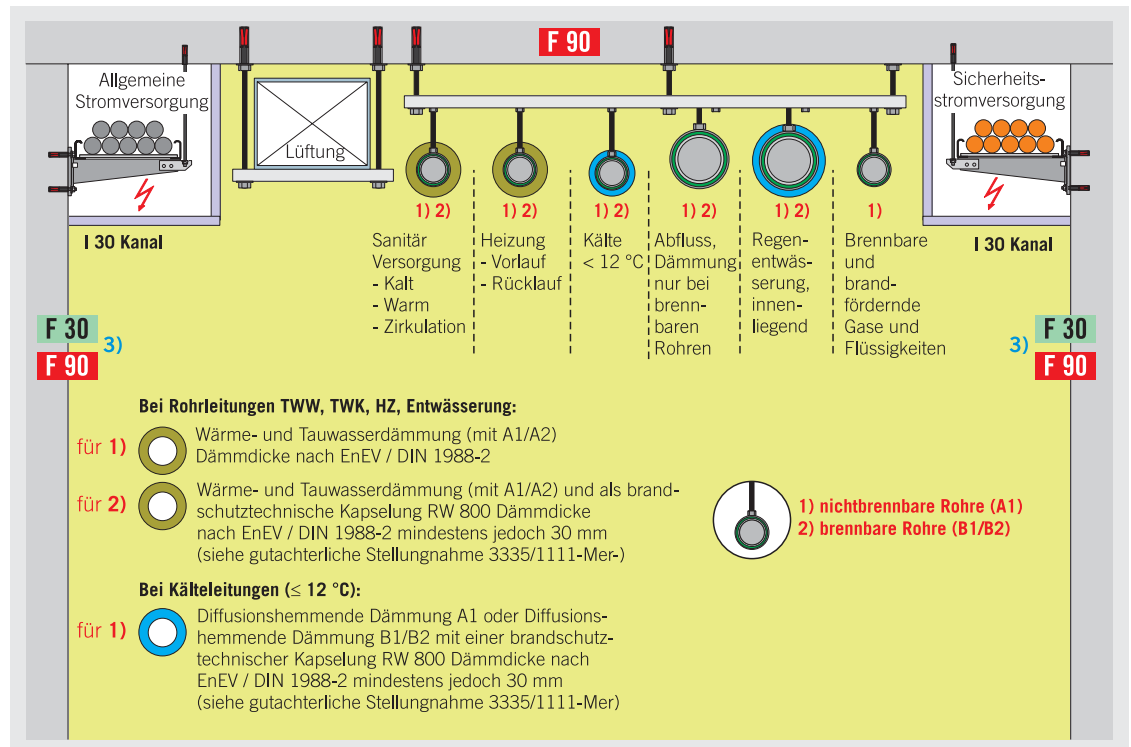 F 90
Allgemeine
Stromversorgung
Lüftung
Sicherheits-
stromversorgung
I 30 Kanal
I 30 Kanal
1) 2)
Sanitär
Versorgung
- Kalt
- Warm
- Zirkulation
1) 2)
Heizung
- Vorlauf
- Rücklauf
1) 2)
Kälte
< 12 °C
1) 2)
Abfluss,
Dämmung
nur bei
brenn-
baren
Rohren
1) 2)
Regen-
entwäs-
serung,
innen-
liegend
1)
Brennbare
und
brand-
fördernde
Gase und
Flüssigkeiten
F 30
F 90
3)
3)
F 30
F 90
Bei Rohrleitungen TWW, TWK, HZ, Entwässerung:
für 1)
Wärme- und Tauwasserdämmung (mit A1/A2)
Dämmdicke nach EnEV / DIN 1988-2
für 2)
Wärme- und Tauwasserdämmung (mit A1/A2) und als brand-
schutztechnische Kapselung RW 800 Dämmdicke
nach EnEV / DIN 1988-2 mindestens jedoch 30 mm
(siehe gutachterliche Stellungnahme 3335/1111-Mer-)
1) nichtbrennbare Rohre (A1)
2) brennbare Rohre (B1/B2)
Bei Kälteleitungen (≤ 12 °C):
für 1)
Diffusionshemmende Dämmung A1 oder Diffusions-
hemmende Dämmung B1/B2 mit einer brandschutz-
technischer Kapselung RW 800 Dämmdicke nach
EnEV / DIN 1988-2 mindestens jedoch 30 mm
(siehe gutachterliche Stellungnahme 3335/1111-Mer)